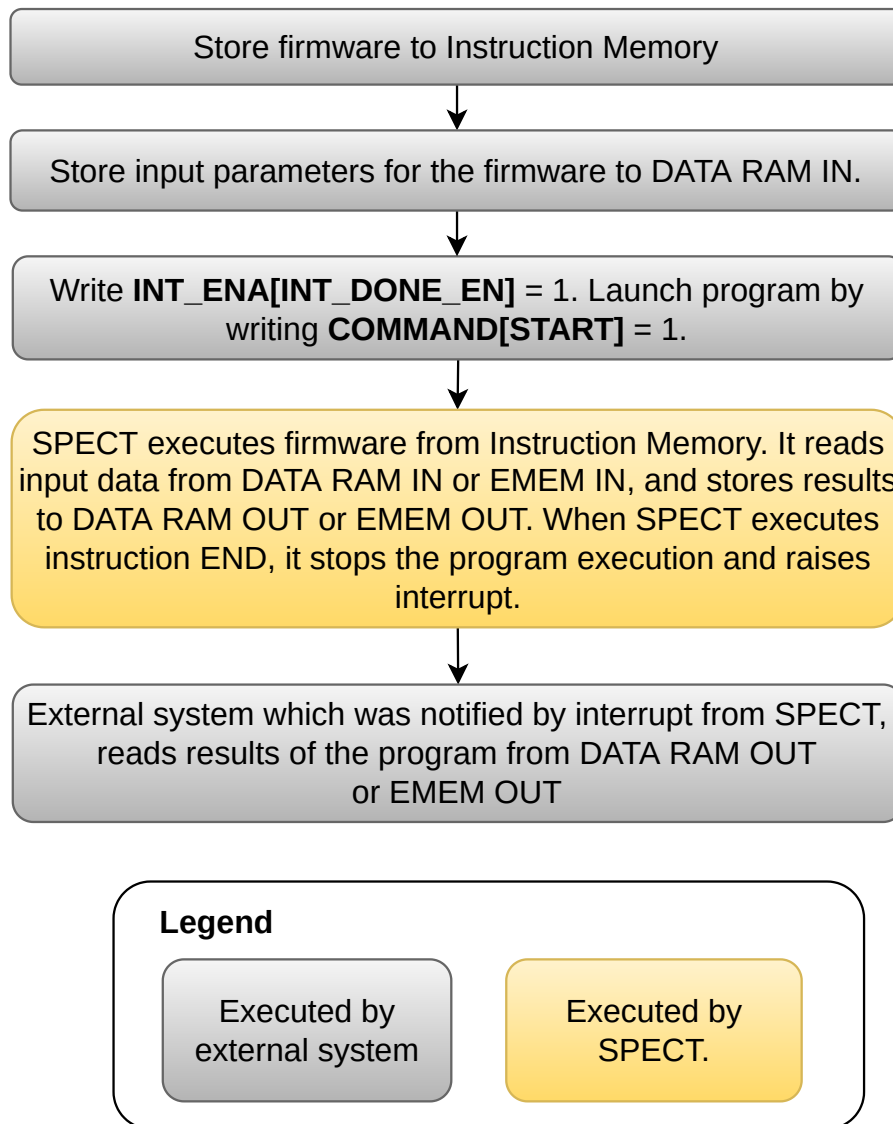 Store firmware to Instruction Memory
Store input parameters for the firmware to DATA RAM IN.
Write INT_ENA[INT_DONE_EN] = 1. Launch program by
writing COMMAND[START] = 1.
SPECT executes firmware from Instruction Memory. It reads
input data from DATA RAM IN or EMEM IN, and stores results
to DATA RAM OUT or EMEM OUT. When SPECT executes
instruction END, it stops the program execution and raises
interrupt.
External system which was notified by interrupt from SPECT,
reads results of the program from DATA RAM OUT
or EMEM OUT
Legend
Executed by
external system
Executed by
SPECT.